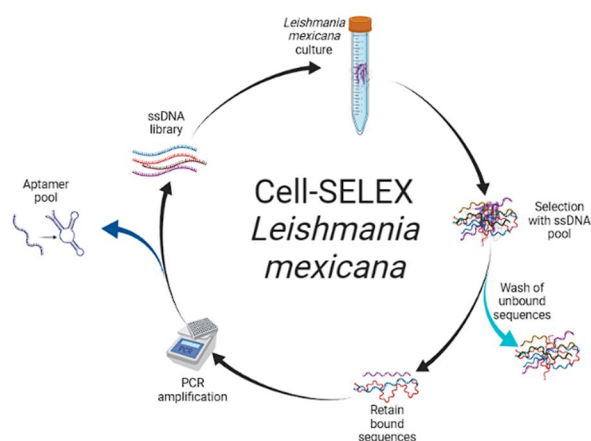 Leishmania
mexicana
culture
ssDNA
library
Aptamer
pool
Cell-SELEX
Leishmania
mexicana
Selection
with ssDNA
pool
Wash of
unbound
sequences
PCR
PCR
amplification
Retain
bound
sequences